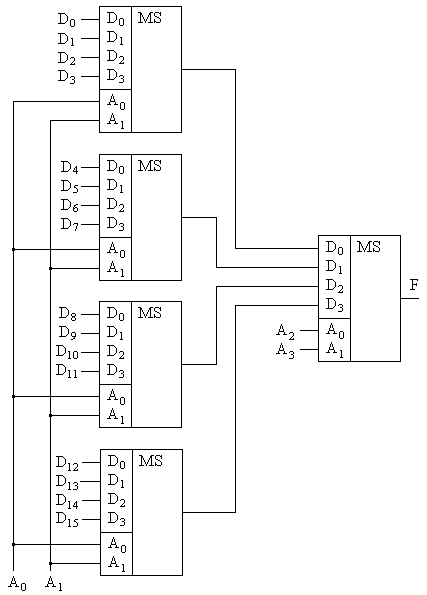 D0 D0 MS
D1 D1
D2 D2
D3 D3
A0
A1
D4 D0 MS
D5 D1
D6 D2
D7 D3
A0
A1
D0 MS
D1
D2
D3
A2 A0
A3 A1
F
D8 D0 MS
D9 D1
D10 D2
D11 D3
A0
A1
D12 D0 MS
D13 D1
D14 D2
D15 D3
A0
A1
A0 A1